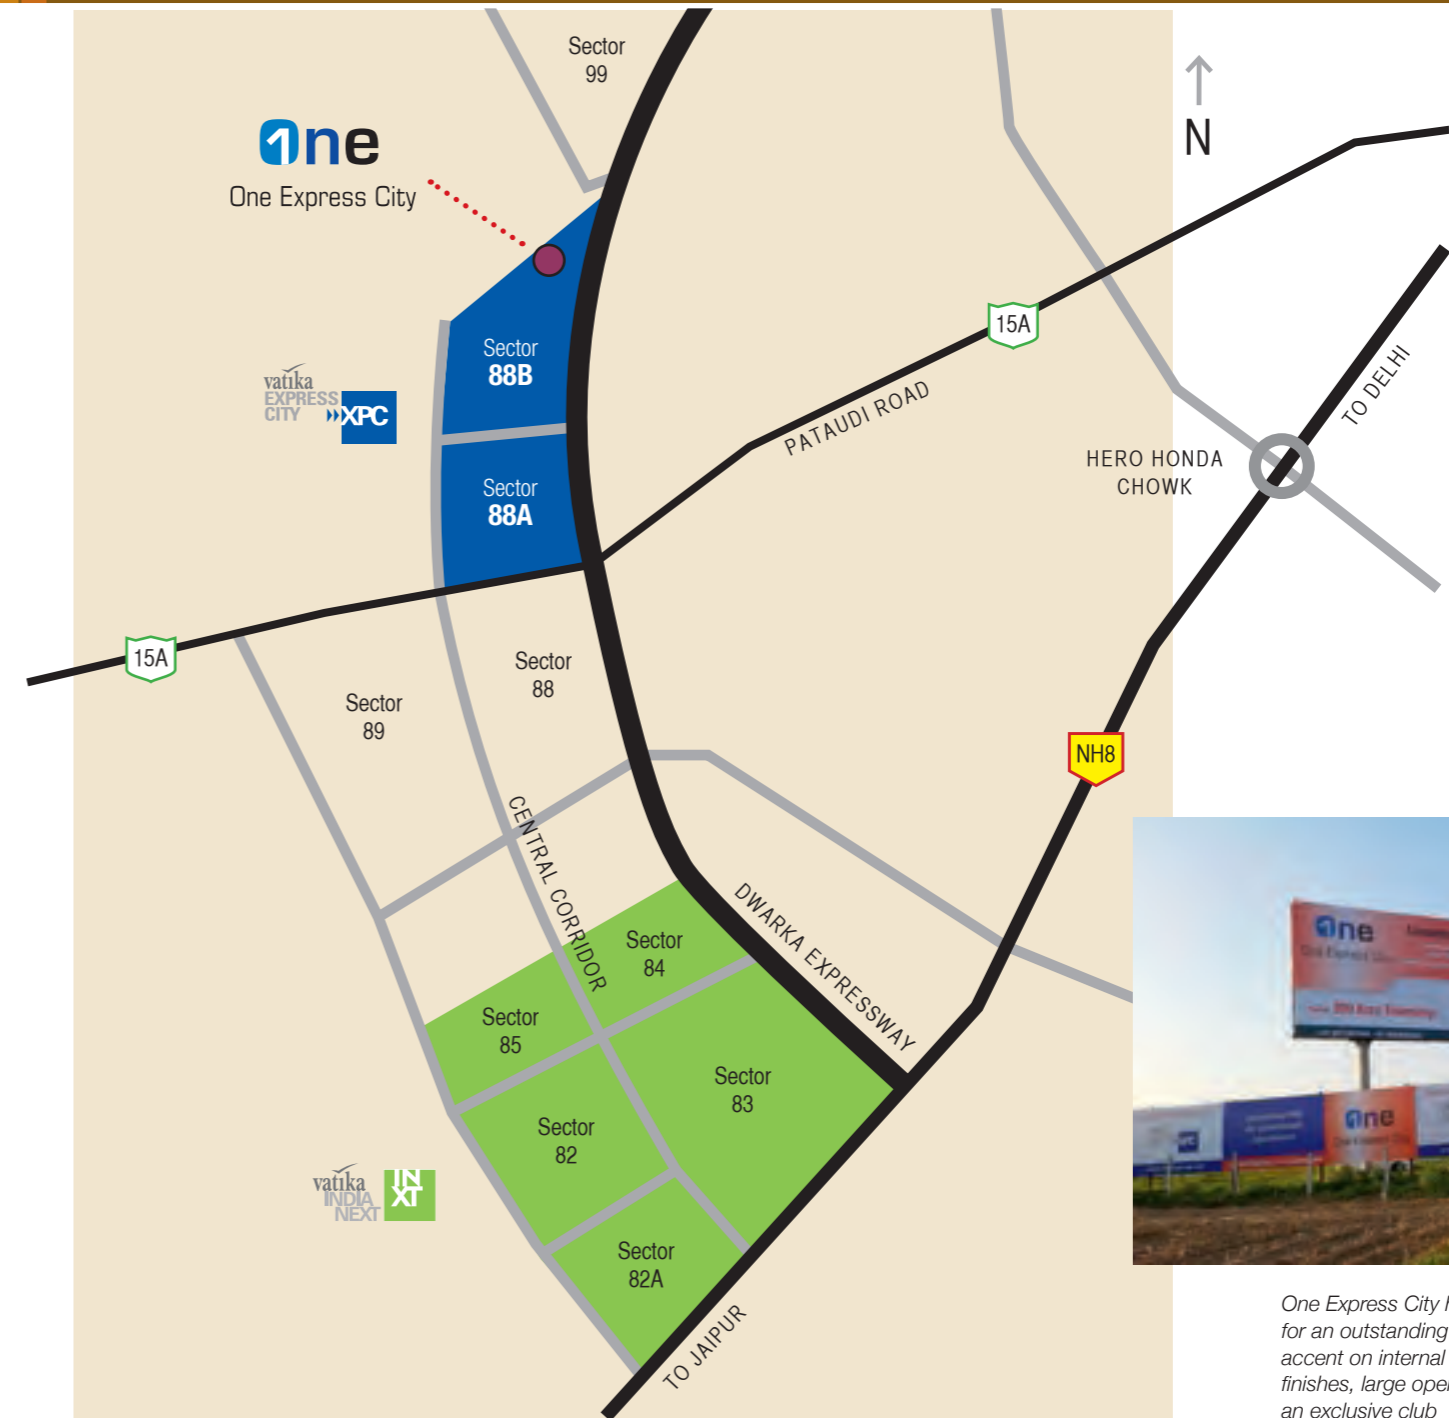 Sector
99
One
One Express City
N
15A
Sector
88B
TO DELHI
vatika
EXPRESS
CITY
XPC
PATAUDI ROAD
HERO HONDA
CHOWK
Sector
88A
15A
Sector
88
Sector
89
NH8
CENTRAL CORRIDOR
DWARKA EXPRESSWAY
Sector
84
Sector
85
Sector
83
Sector
82
vatika
INDIA
NEXT
IN
XT
Sector
82A
TO JAIPUR
One
One Express City
One
One Express City h
for an outstanding
accent on internal
finishes, large ope
an exclusive club